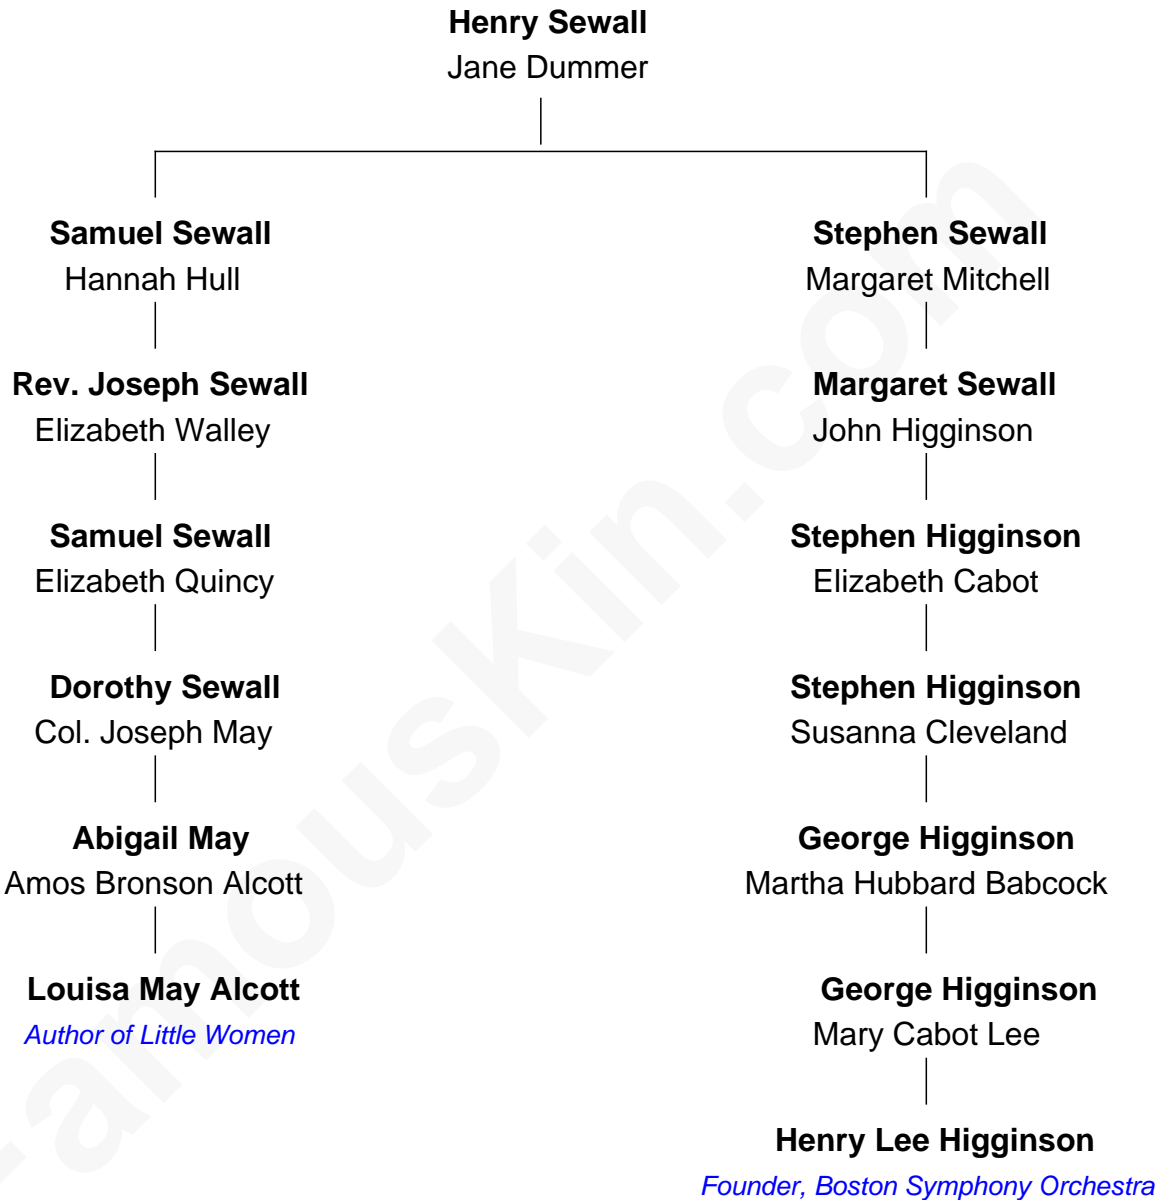 Henry Sewall
Jane Dummer
Samuel Sewall
Hannah Hull
Stephen Sewall
Margaret Mitchell
Rev. Joseph Sewall
Elizabeth Walley
Margaret Sewall
John Higginson
Samuel Sewall
Elizabeth Quincy
Stephen Higginson
Elizabeth Cabot
Dorothy Sewall
Col. Joseph May
Stephen Higginson
Susanna Cleveland
Abigail May
Amos Bronson Alcott
George Higginson
Martha Hubbard Babcock
Louisa May Alcott
Author of Little Women
George Higginson
Mary Cabot Lee
Henry Lee Higginson
Founder, Boston Symphony Orchestra
FamousKin.com